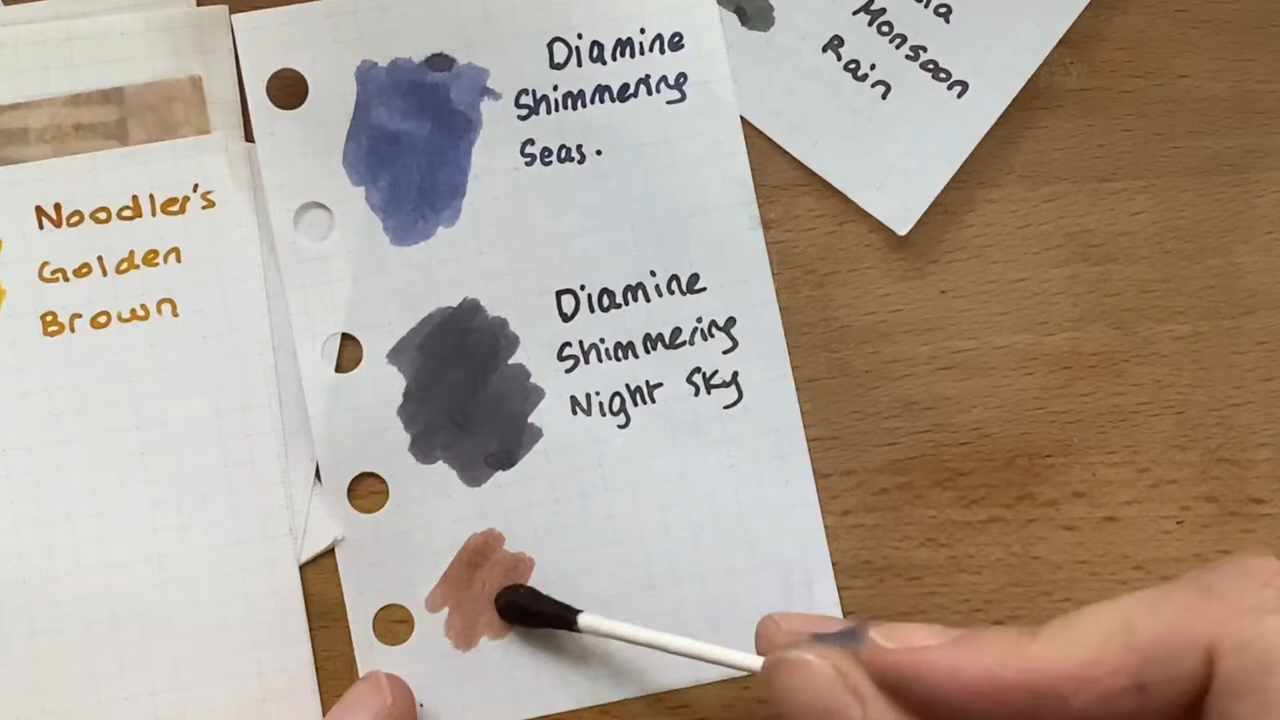 Noodler's
Golden
Brown
Diamine
Shimmering
Seas.
Diamine
Shimmering
Night Sky
Monsoon
Rain